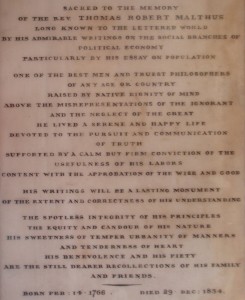 SACRED TO THE MEMORY
OF THE REV THOMAS ROBERT MALTHUS
LONG KNOWN TO THE LETTERED WORLD
BY HIS ADMIRABLE WRITINGS ON THE SOCIAL BRANCHES OF
POLITICAL ECONOMY
PARTICULARLY BY HIS ESSAY ON POPULATION
ONE OF THE BEST MEN AND TRUEST PHILOSOPHERS
OF ANY AGE OR COUNTRY
RAISED BY NATIVE DIGNITY OF MIND
ABOVE THE MISREPRESENTATIONS OF THE IGNORANT
AND THE NEGLECT OF THE GREAT
HE LIVED A SERENE AND HAPPY LIFE
DEVOTED TO THE PURSUIT AND COMMUNICATION
OF TRUTH
SUPPORTED BY A CALM BUT FIRM CONVICTION OF THE
USEFULNESS OF HIS LABORS
CONTENT WITH THE APPROBATION OF THE WISE AND GOOD
HIS WRITINGS WILL BE A LASTING MONUMENT
OF THE EXTENT AND CORRECTNESS OF HIS UNDERSTANDING
THE SPOTLESS INTEGRITY OF HIS PRINCIPLES
THE EQUITY AND CANDOUR OF HIS NATURE
HIS SWEETNESS OF TEMPER URBANITY OF MANNERS
AND TENDERNESS OF HEART
HIS BENEVOLENCE AND HIS PIETY
ARE THE STILL DEARER RECOLLECTIONS OF HIS FAMILY
AND FRIENDS
BORN FEB: 14 1766 DIED 29 DEC: 1834